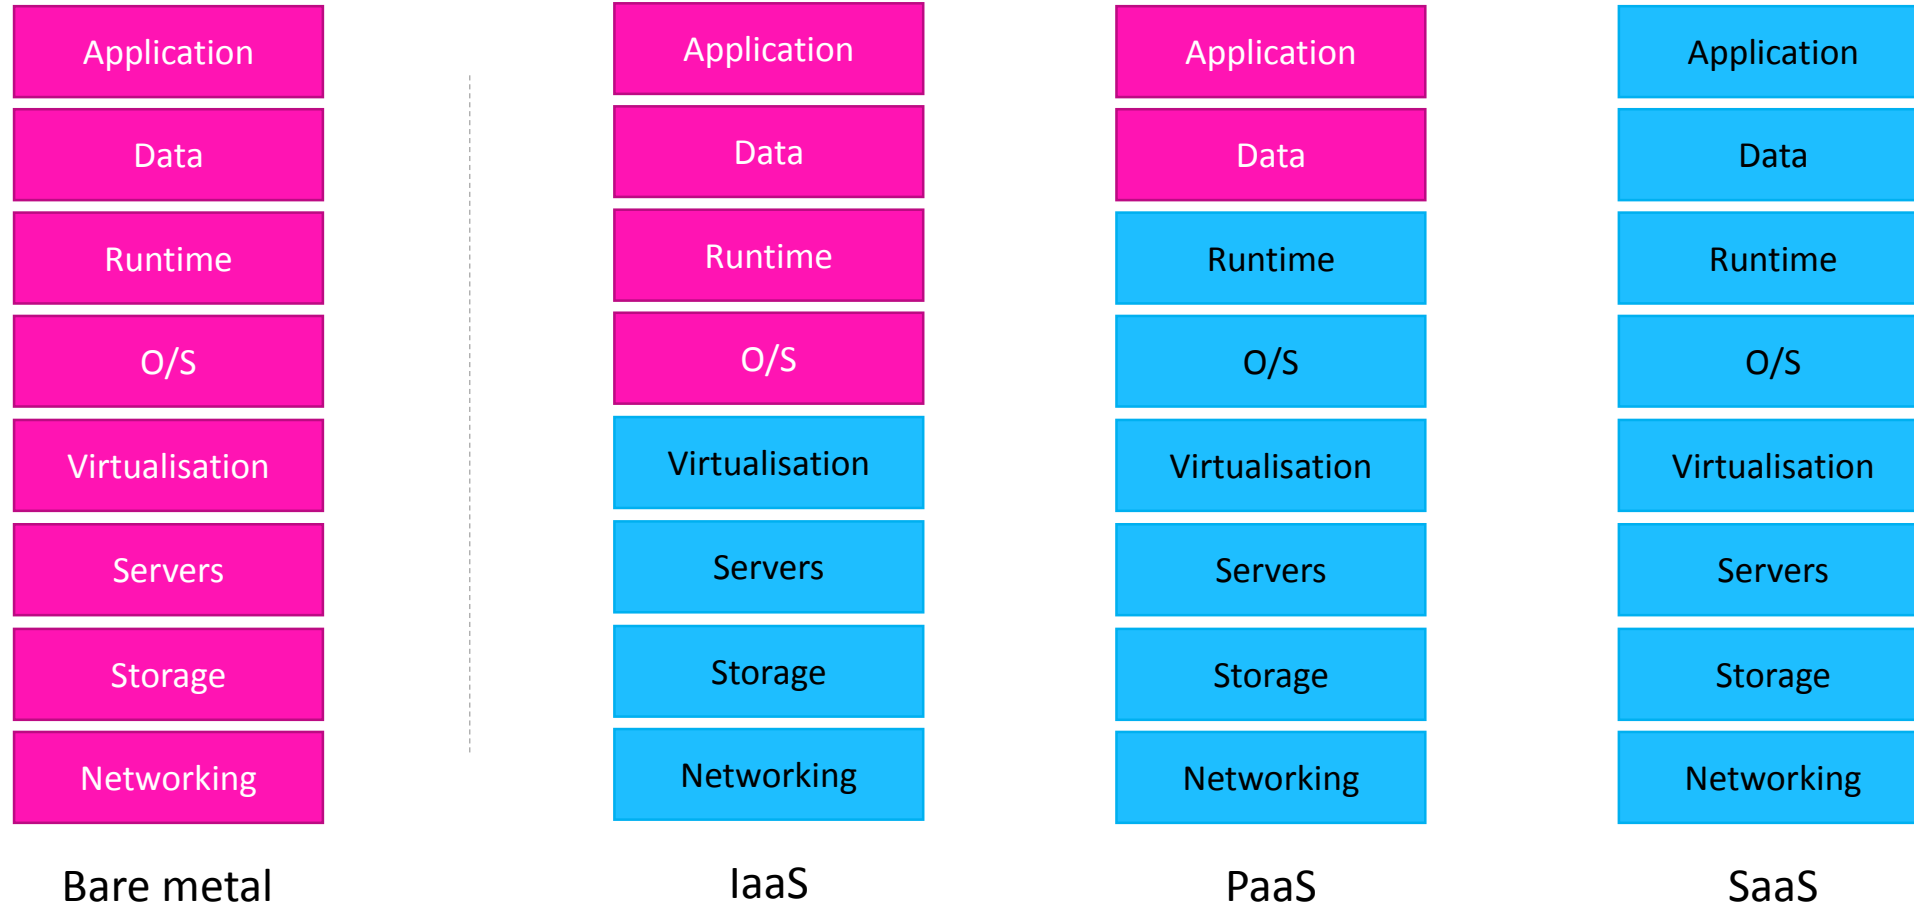 Application
Data
Runtime
O/S
Virtualisation
Servers
Storage
Networking
Bare metal
Application
Data
Runtime
O/S
Virtualisation
Servers
Storage
Networking
IaaS
Application
Data
Runtime
O/S
Virtualisation
Servers
Storage
Networking
PaaS
Application
Data
Runtime
O/S
Virtualisation
Servers
Storage
Networking
SaaS